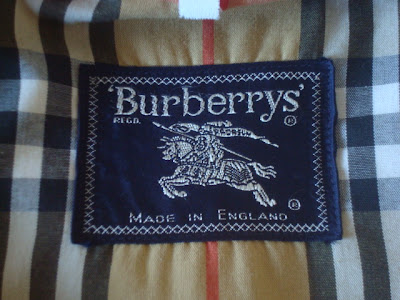 'Burberrys'
REGD. ®
®
MADE IN ENGLAND